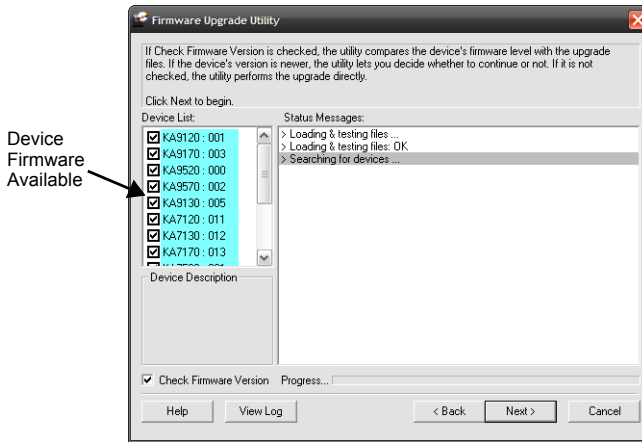 Firmware Upgrade Utility
If Check Firmware Version is checked, the utility compares the device's firmware level with the upgrade
files. If the device's version is newer, the utility lets you decide whether to continue or not. If it is not
checked, the utility performs the upgrade directly.
Click Next to begin.
Device List:
Status Messages:
Device
Firmware
Available
KA9120 : 001
KA9170 : 003
KA9520 : 000
KA9570 : 002
KA9130 : 005
KA7120 : 011
KA7130 : 012
KA7170 : 013
> Loading & testing files ...
> Loading & testing files: OK
> Searching for devices ...
Device Description
Check Firmware Version
Progress...
Help
View Log
< Back
Next >
Cancel